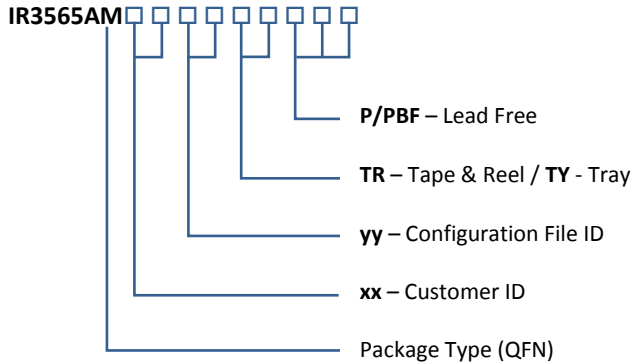 IR3565AM
P/PBF – Lead Free
TR – Tape & Reel / TY - Tray
yy – Configuration File ID
xx – Customer ID
Package Type (QFN)